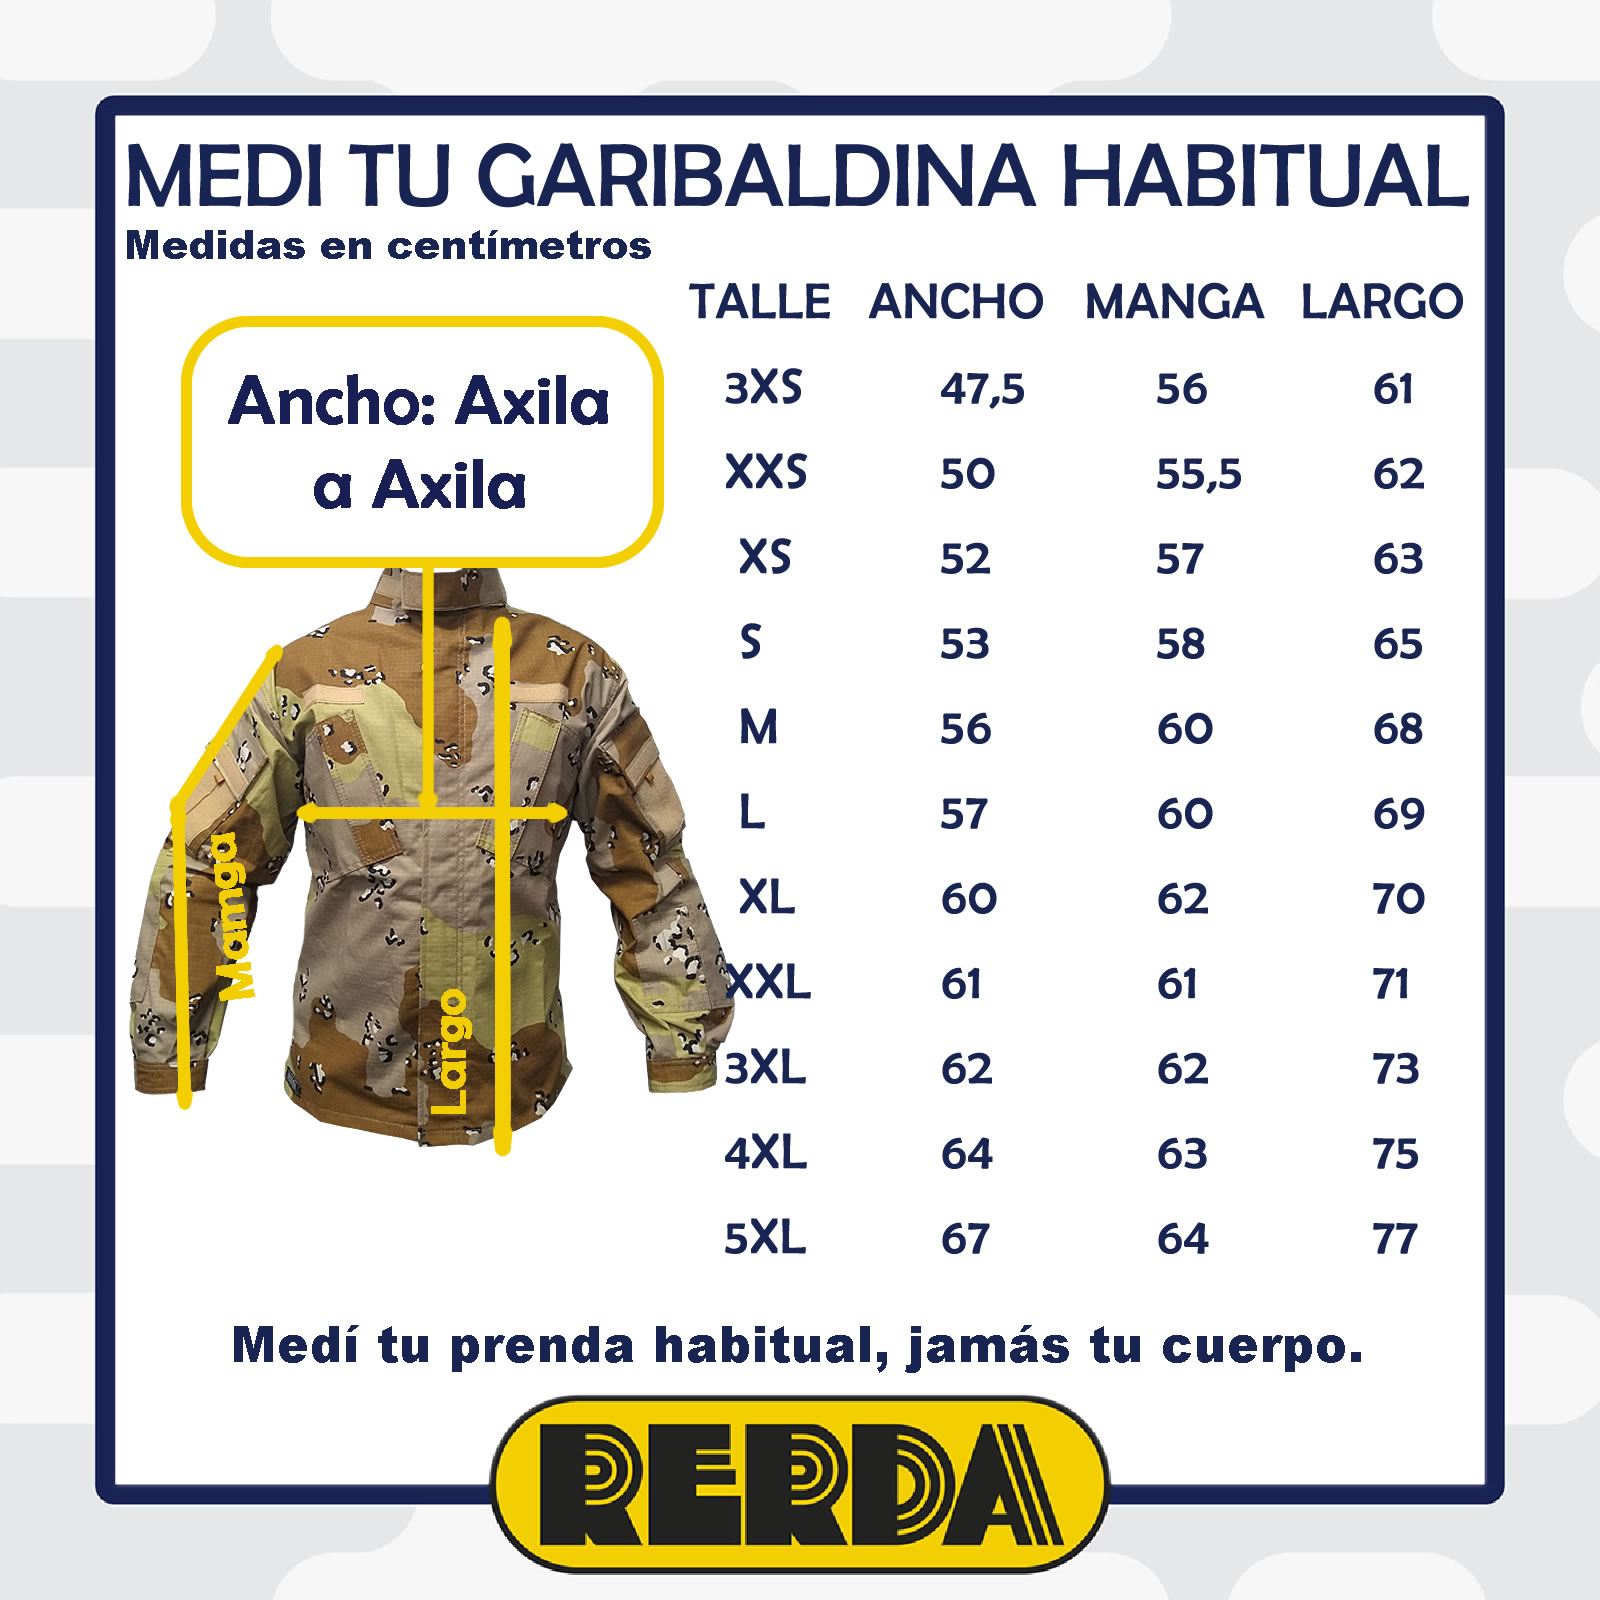 MEDI TU GARIBALDINA HABITUAL
Medidas en centímetros
TALLE ANCHO MANGA LARGO
Ancho: Axila
a Axila
3XS 47,5 56 61
XXS 50 55,5 62
XS 52 57 63
S 53 58 65
M 56 60 68
L 57 60 69
XL 60 62 70
XXL 61 61 71
3XL 62 62 73
4XL 64 63 75
5XL 67 64 77
Mamga
Largo
Medí tu prenda habitual, jamás tu cuerpo.
RERDA